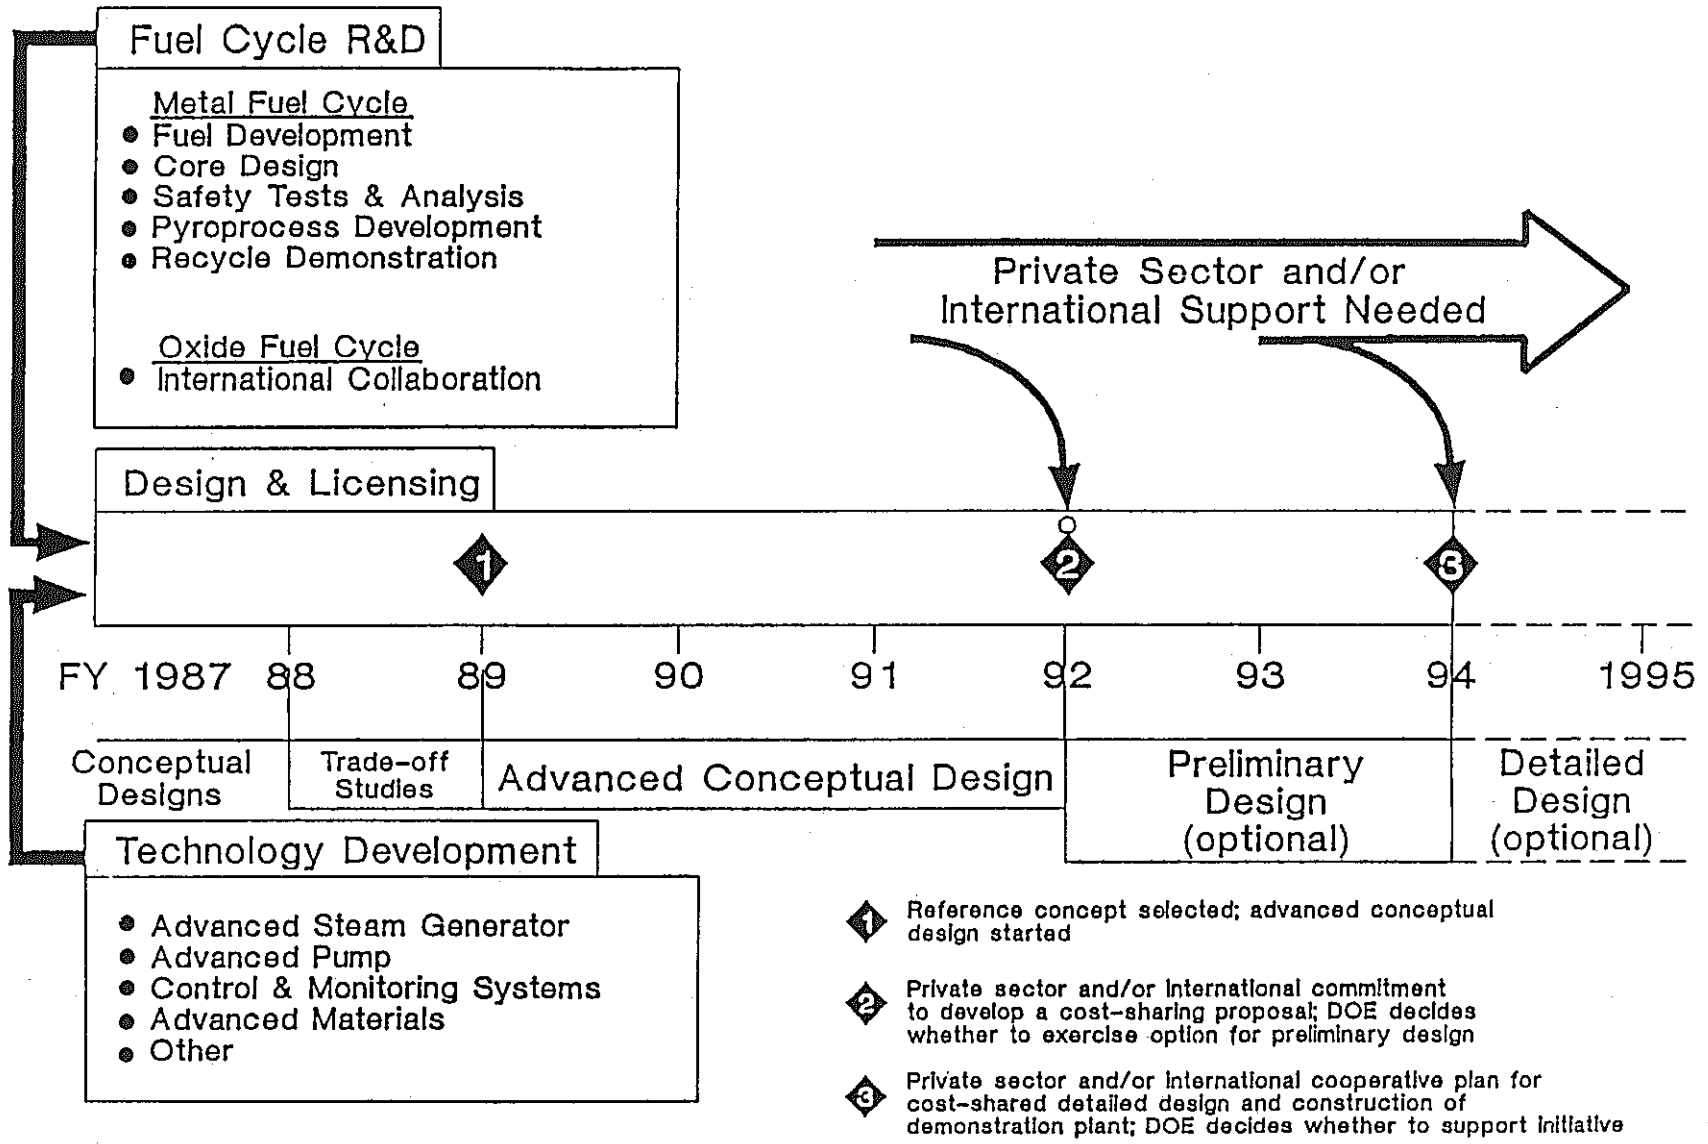 Fuel Cycle R&D
Metal Fuel Cycle
● Fuel Development
● Core Design
● Safety Tests & Analysis
● Pyroprocess Development
● Recycle Demonstration
Oxide Fuel Cycle
● International Collaboration
Private Sector and/or
International Support Needed
Design & Licensing
1
2
3
FY 1987 88 89 90 91 92 93 94 1995
Conceptual
Designs
Trade-off
Studies
Advanced Conceptual Design
Preliminary
Design
(optional)
Detailed
Design
(optional)
Technology Development
● Advanced Steam Generator
● Advanced Pump
● Control & Monitoring Systems
● Advanced Materials
● Other
1 Reference concept selected; advanced conceptual
design started
2 Private sector and/or international commitment
to develop a cost-sharing proposal; DOE decides
whether to exercise option for preliminary design
3 Private sector and/or international cooperative plan for
cost-shared detailed design and construction of
demonstration plant; DOE decides whether to support initiative